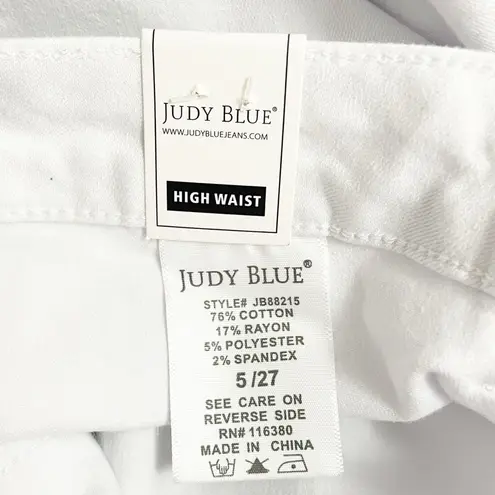 JUDY BLUE®
WWW.JUDYBLUEJEANS.COM
HIGH WAIST
JUDY BLUE®
STYLE# JB88215
76% COTTON
17% RAYON
5% POLYESTER
2% SPANDEX
5/27
SEE CARE ON
REVERSE SIDE
RN# 116380
MADE IN CHINA